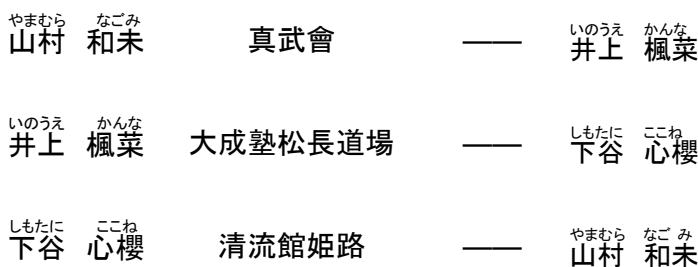 やまむら なごみ いのうえ かんな
山村 和未 真武會 ―― 井上 楓菜
いのうえ かんな しもたに ここね
井上 楓菜 大成塾松長道場 ―― 下谷 心櫻
しもたに ここね やまむら なごみ
下谷 心櫻 清流館姫路 ―― 山村 和未